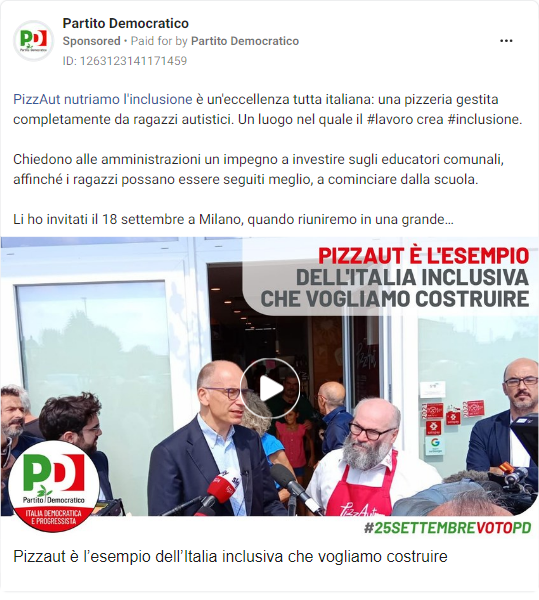 Partito Democratico
Sponsored • Paid for by Partito Democratico
ID: 1263123141171459
PizzAut nutriamo l'inclusione è un'eccellenza tutta italiana: una pizzeria gestita
completamente da ragazzi autistici. Un luogo nel quale il #lavoro crea #inclusione.
Chiedono alle amministrazioni un impegno a investire sugli educatori comunali,
affinché i ragazzi possano essere seguiti meglio, a cominciare dalla scuola.
Li ho invitati il 18 settembre a Milano, quando riuniremo in una grande...
PIZZAUT È L'ESEMPIO
DELL'ITALIA INCLUSIVA
CHE VOGLIAMO COSTRUIRE
PizzAut
PD
Partito Democratico
ITALIA DEMOCRATICA
E PROGRESSISTA
#25SETTEMBREVOTOPD
Pizzaut è l'esempio dell'Italia inclusiva che vogliamo costruire